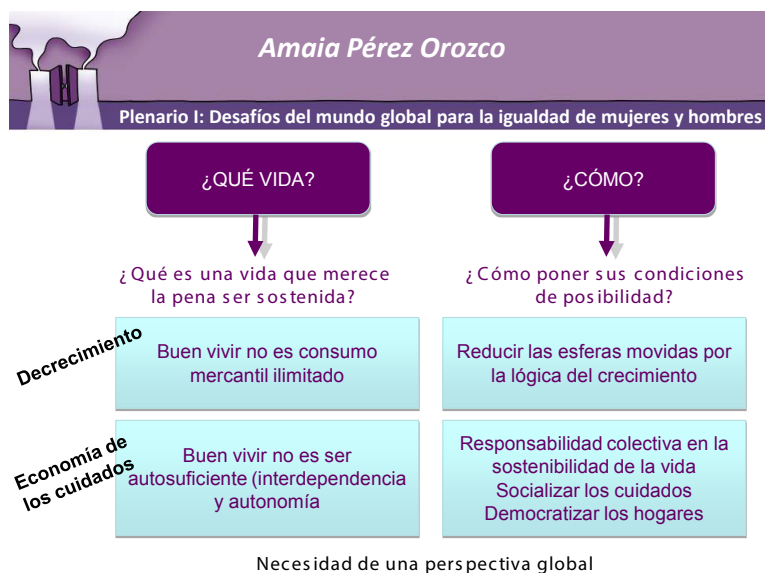 Amaia Pérez Orozco
Plenario I: Desafíos del mundo global para la igualdad de mujeres y hombres
¿QUÉ VIDA?
¿CÓMO?
¿Qué es una vida que merece
la pena ser sostenida?
¿Cómo poner sus condiciones
de posibilidad?
Decrecimiento
Buen vivir no es consumo
mercantil ilimitado
Reducir las esferas movidas por
la lógica del crecimiento
Economía de
los cuidados
Buen vivir no es ser
autosuficiente (interdependencia
y autonomía
Responsabilidad colectiva en la
sostenibilidad de la vida
Socializar los cuidados
Democratizar los hogares
Necesidad de una perspectiva global